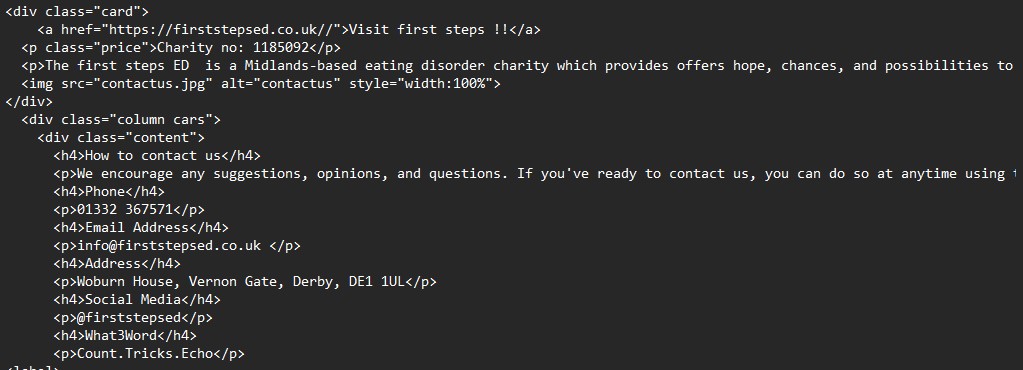 <div class="card">
<a href="https://firststepsed.co.uk//">Visit first steps !!</a>
<p class="price">Charity no: 1185092</p>
<p>The first steps ED  is a Midlands-based eating disorder charity which provides offers hope, chances, and possibilities to
<img src="contactus.jpg" alt="contactus" style="width:100%">
</div>
<div class="column cars">
<div class="content">
<h4>How to contact us</h4>
<p>We encourage any suggestions, opinions, and questions. If you've ready to contact us, you can do so at anytime using
<h4>Phone</h4>
<p>01332 367571</p>
<h4>Email Address</h4>
<p>info@firststepsed.co.uk </p>
<h4>Address</h4>
<p>Woburn House, Vernon Gate, Derby, DE1 1UL</p>
<h4>Social Media</h4>
<p>@firststepsed</p>
<h4>What3Word</h4>
<p>Count.Tricks.Echo</p>